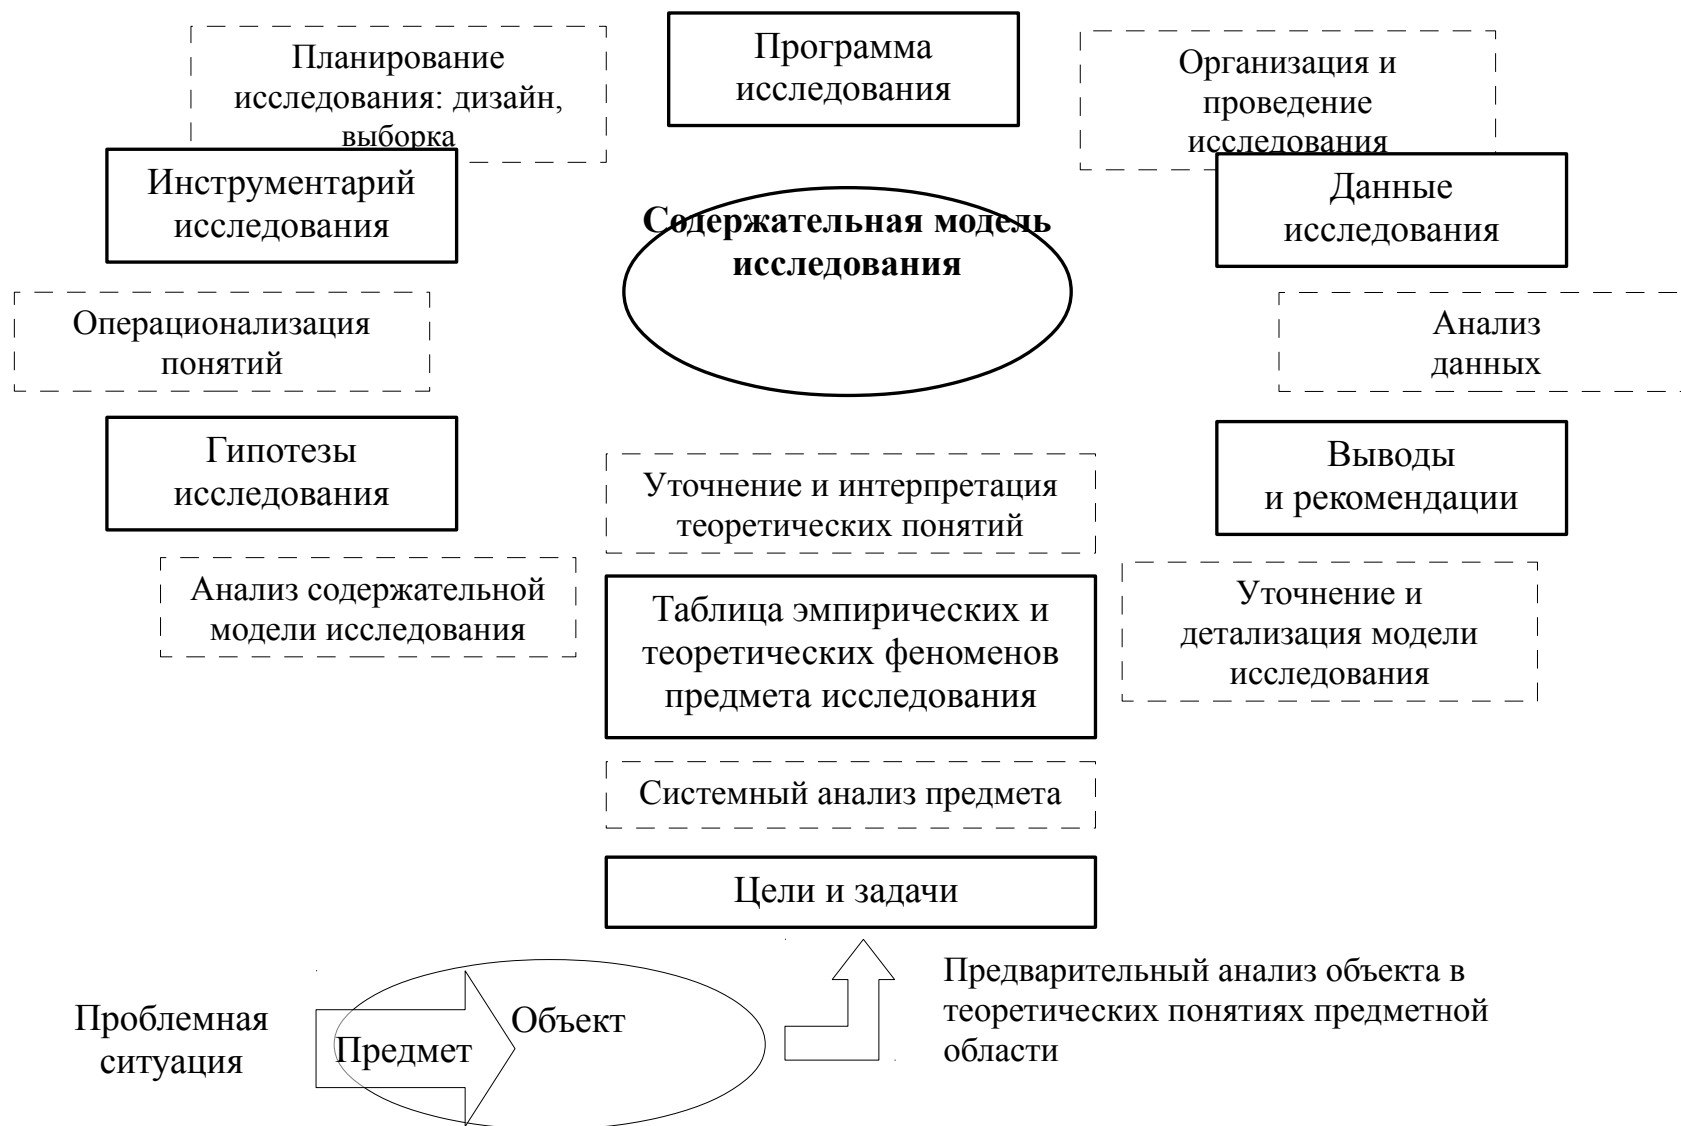 Планирование
исследования: дизайн,
выборка
Программа
исследования
Организация и
проведение
исследования
Инструментарий
исследования
Содержательная модель
исследования
Данные
исследования
Операционализация
понятий
Анализ
данных
Гипотезы
исследования
Уточнение и интерпретация
теоретических понятий
Выводы
и рекомендации
Анализ содержательной
модели исследования
Таблица эмпирических и
теоретических феноменов
предмета исследования
Уточнение и
детализация модели
исследования
Системный анализ предмета
Цели и задачи
Проблемная
ситуация
Предмет
Объект
Предварительный анализ объекта в
теоретических понятиях предметной
области